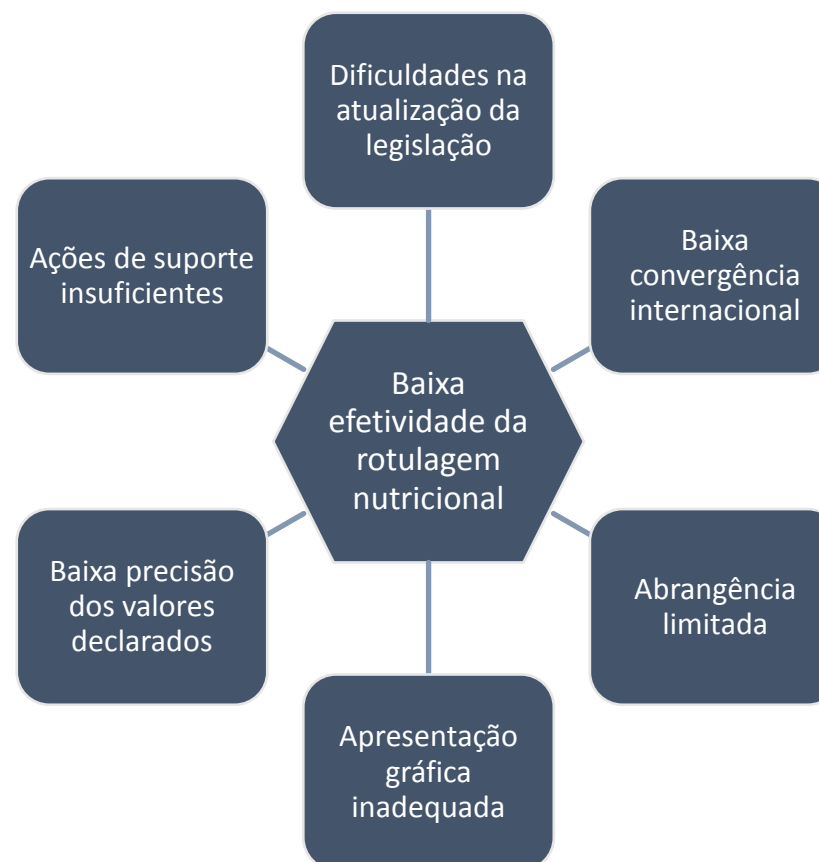 Dificuldades na
atualização da
legislação
Ações de suporte
insuficientes
Baixa
convergência
internacional
Baixa
efetividade da
rotulagem
nutricional
Baixa precisão
dos valores
declarados
Abrangência
limitada
Apresentação
gráfica
inadequada